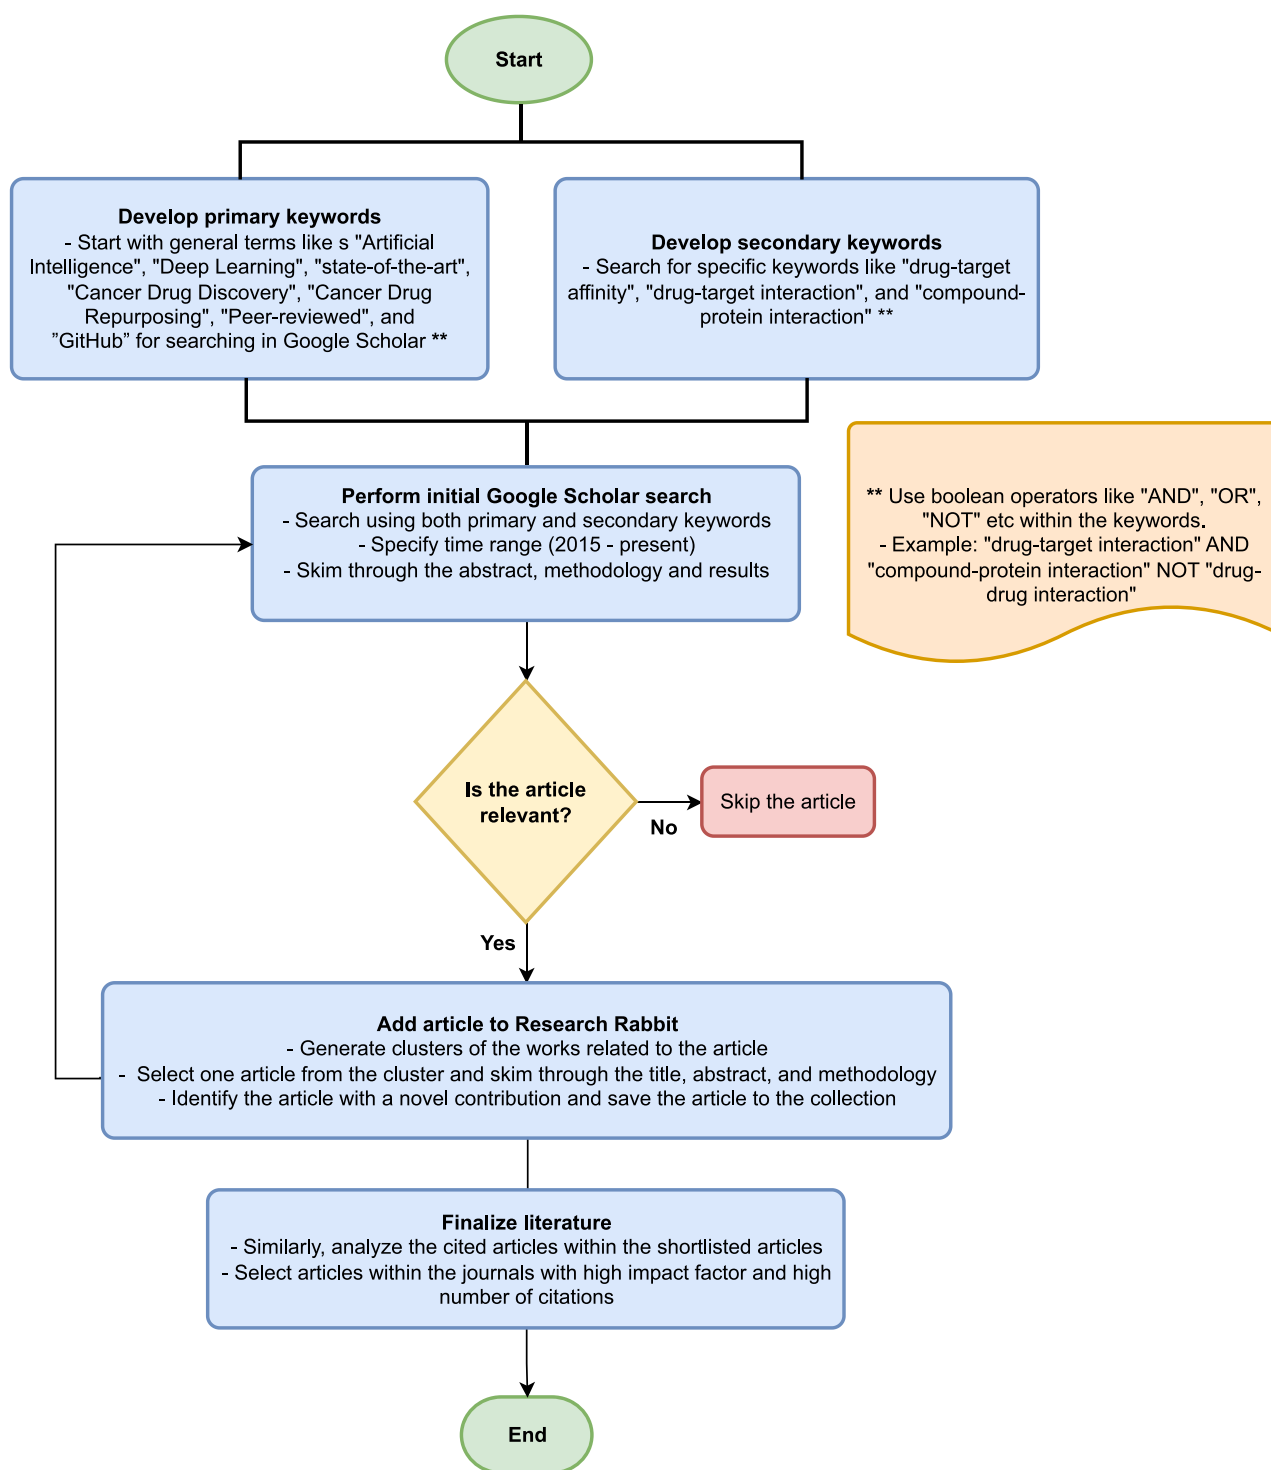 Start
Develop primary keywords
- Start with general terms like s "Artificial
Intelligence", "Deep Learning", "state-of-the-art",
"Cancer Drug Discovery", "Cancer Drug
Repurposing", "Peer-reviewed", and
”GitHub” for searching in Google Scholar **
Develop secondary keywords
- Search for specific keywords like "drug-target
affinity", "drug-target interaction", and "compound-
protein interaction" **
Perform initial Google Scholar search
- Search using both primary and secondary keywords
- Specify time range (2015 - present)
- Skim through the abstract, methodology and results
** Use boolean operators like "AND", "OR",
"NOT" etc within the keywords.
- Example: "drug-target interaction" AND
"compound-protein interaction" NOT "drug-
drug interaction"
Is the article
relevant?
No
Skip the article
Yes
Add article to Research Rabbit
- Generate clusters of the works related to the article
- Select one article from the cluster and skim through the title, abstract, and methodology
- Identify the article with a novel contribution and save the article to the collection
Finalize literature
- Similarly, analyze the cited articles within the shortlisted articles
- Select articles within the journals with high impact factor and high
number of citations
End